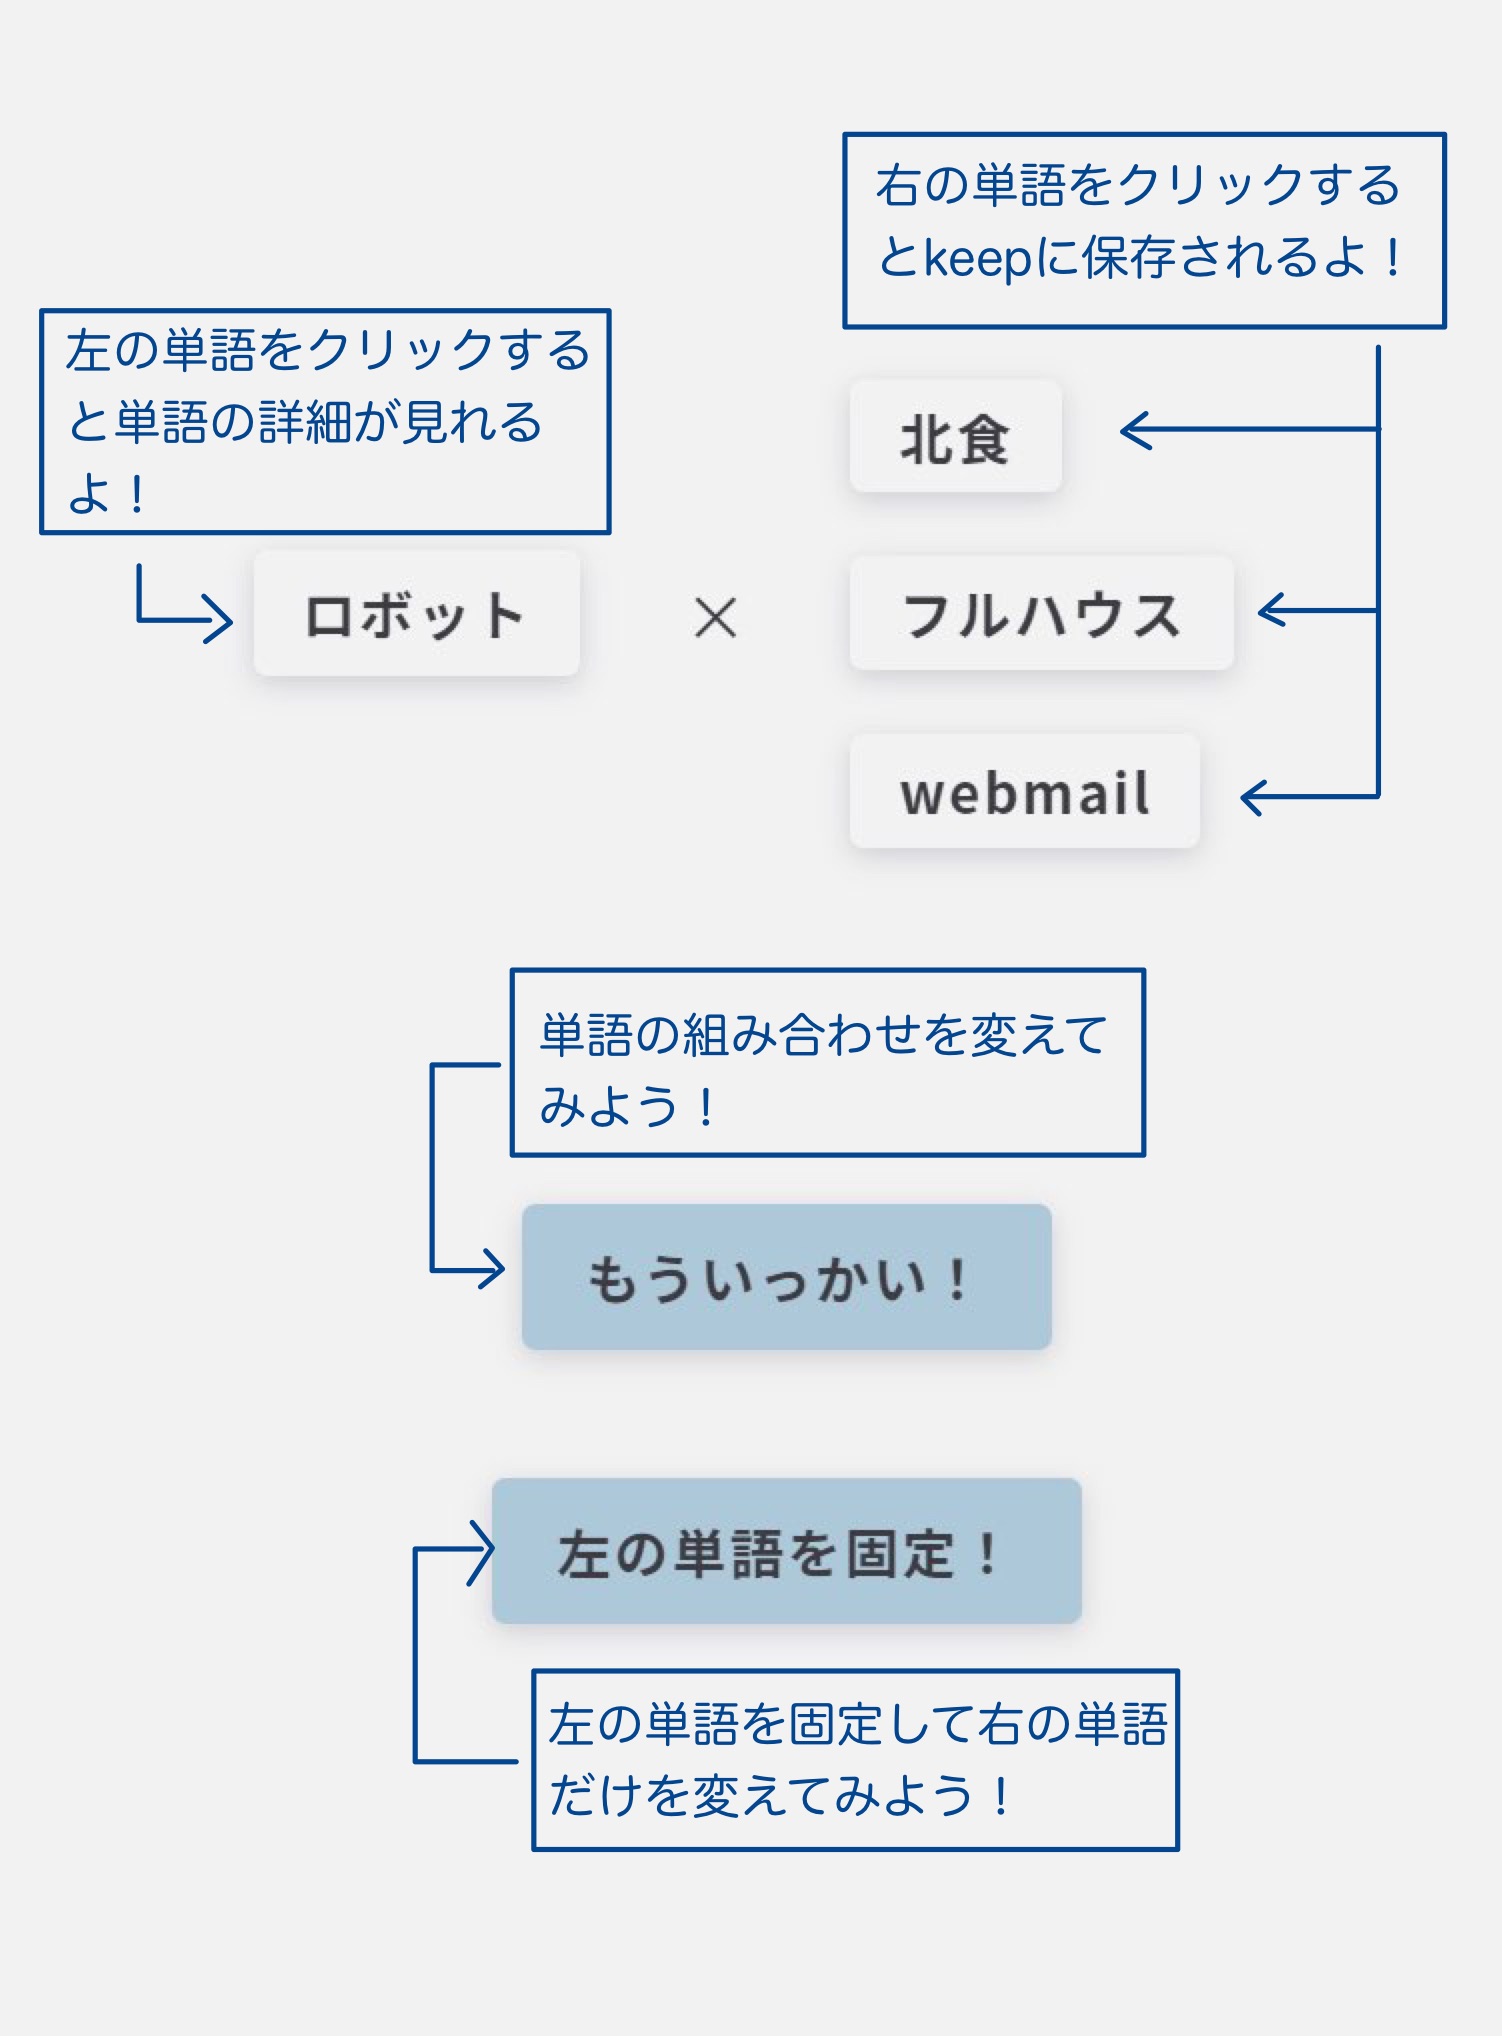 右の単語をクリックする
とkeepに保存されるよ！
左の単語をクリックする
と単語の詳細が見れる
よ！
北食
ロボット
×
フルハウス
webmail
単語の組み合わせを変えて
みよう！
もういっかい！
左の単語を固定！
左の単語を固定して右の単語
だけを変えてみよう！